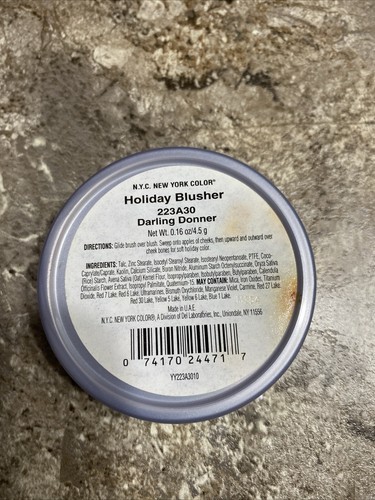 N.Y.C. NEW YORK COLOR®
Holiday Blusher
223A30
Darling Donner
Net Wt. 0.16 oz/4.5 g
DIRECTIONS: Glide brush over blush. Sweep onto apples of cheeks, then upward and outward over
cheek bones for soft holiday color.
INGREDIENTS: Talc, Zinc Stearate, Isocetyl Stearoyl Stearate, Isostearyl Neopentanoate, PTFE, Coco-
Caprylate/Caprate, Kaolin, Calcium Silicate, Boron Nitride, Aluminum Starch Octenylsuccinate, Oryza Sativa
(Rice) Starch, Avena Sativa (Oat) Kernel Flour, Isopropylparaben, Isobutylparaben, Butylparaben, Calendula
Officinalis Flower Extract, Isopropyl Palmitate, Quaternium-15. MAY CONTAIN: Mica, Iron Oxides, Titanium
Dioxide, Red 7 Lake, Red 6 Lake, Ultramarines, Bismuth Oxychloride, Manganese Violet, Carmine, Red 27 Lake,
Red 30 Lake, Yellow 5 Lake, Yellow 6 Lake, Blue 1 Lake.
Made in U.A.E.
N.Y.C. NEW YORK COLOR®, A Division of Del Laboratories, Inc., Uniondale, NY 11556
0 74170 24471 7
YY223A3010